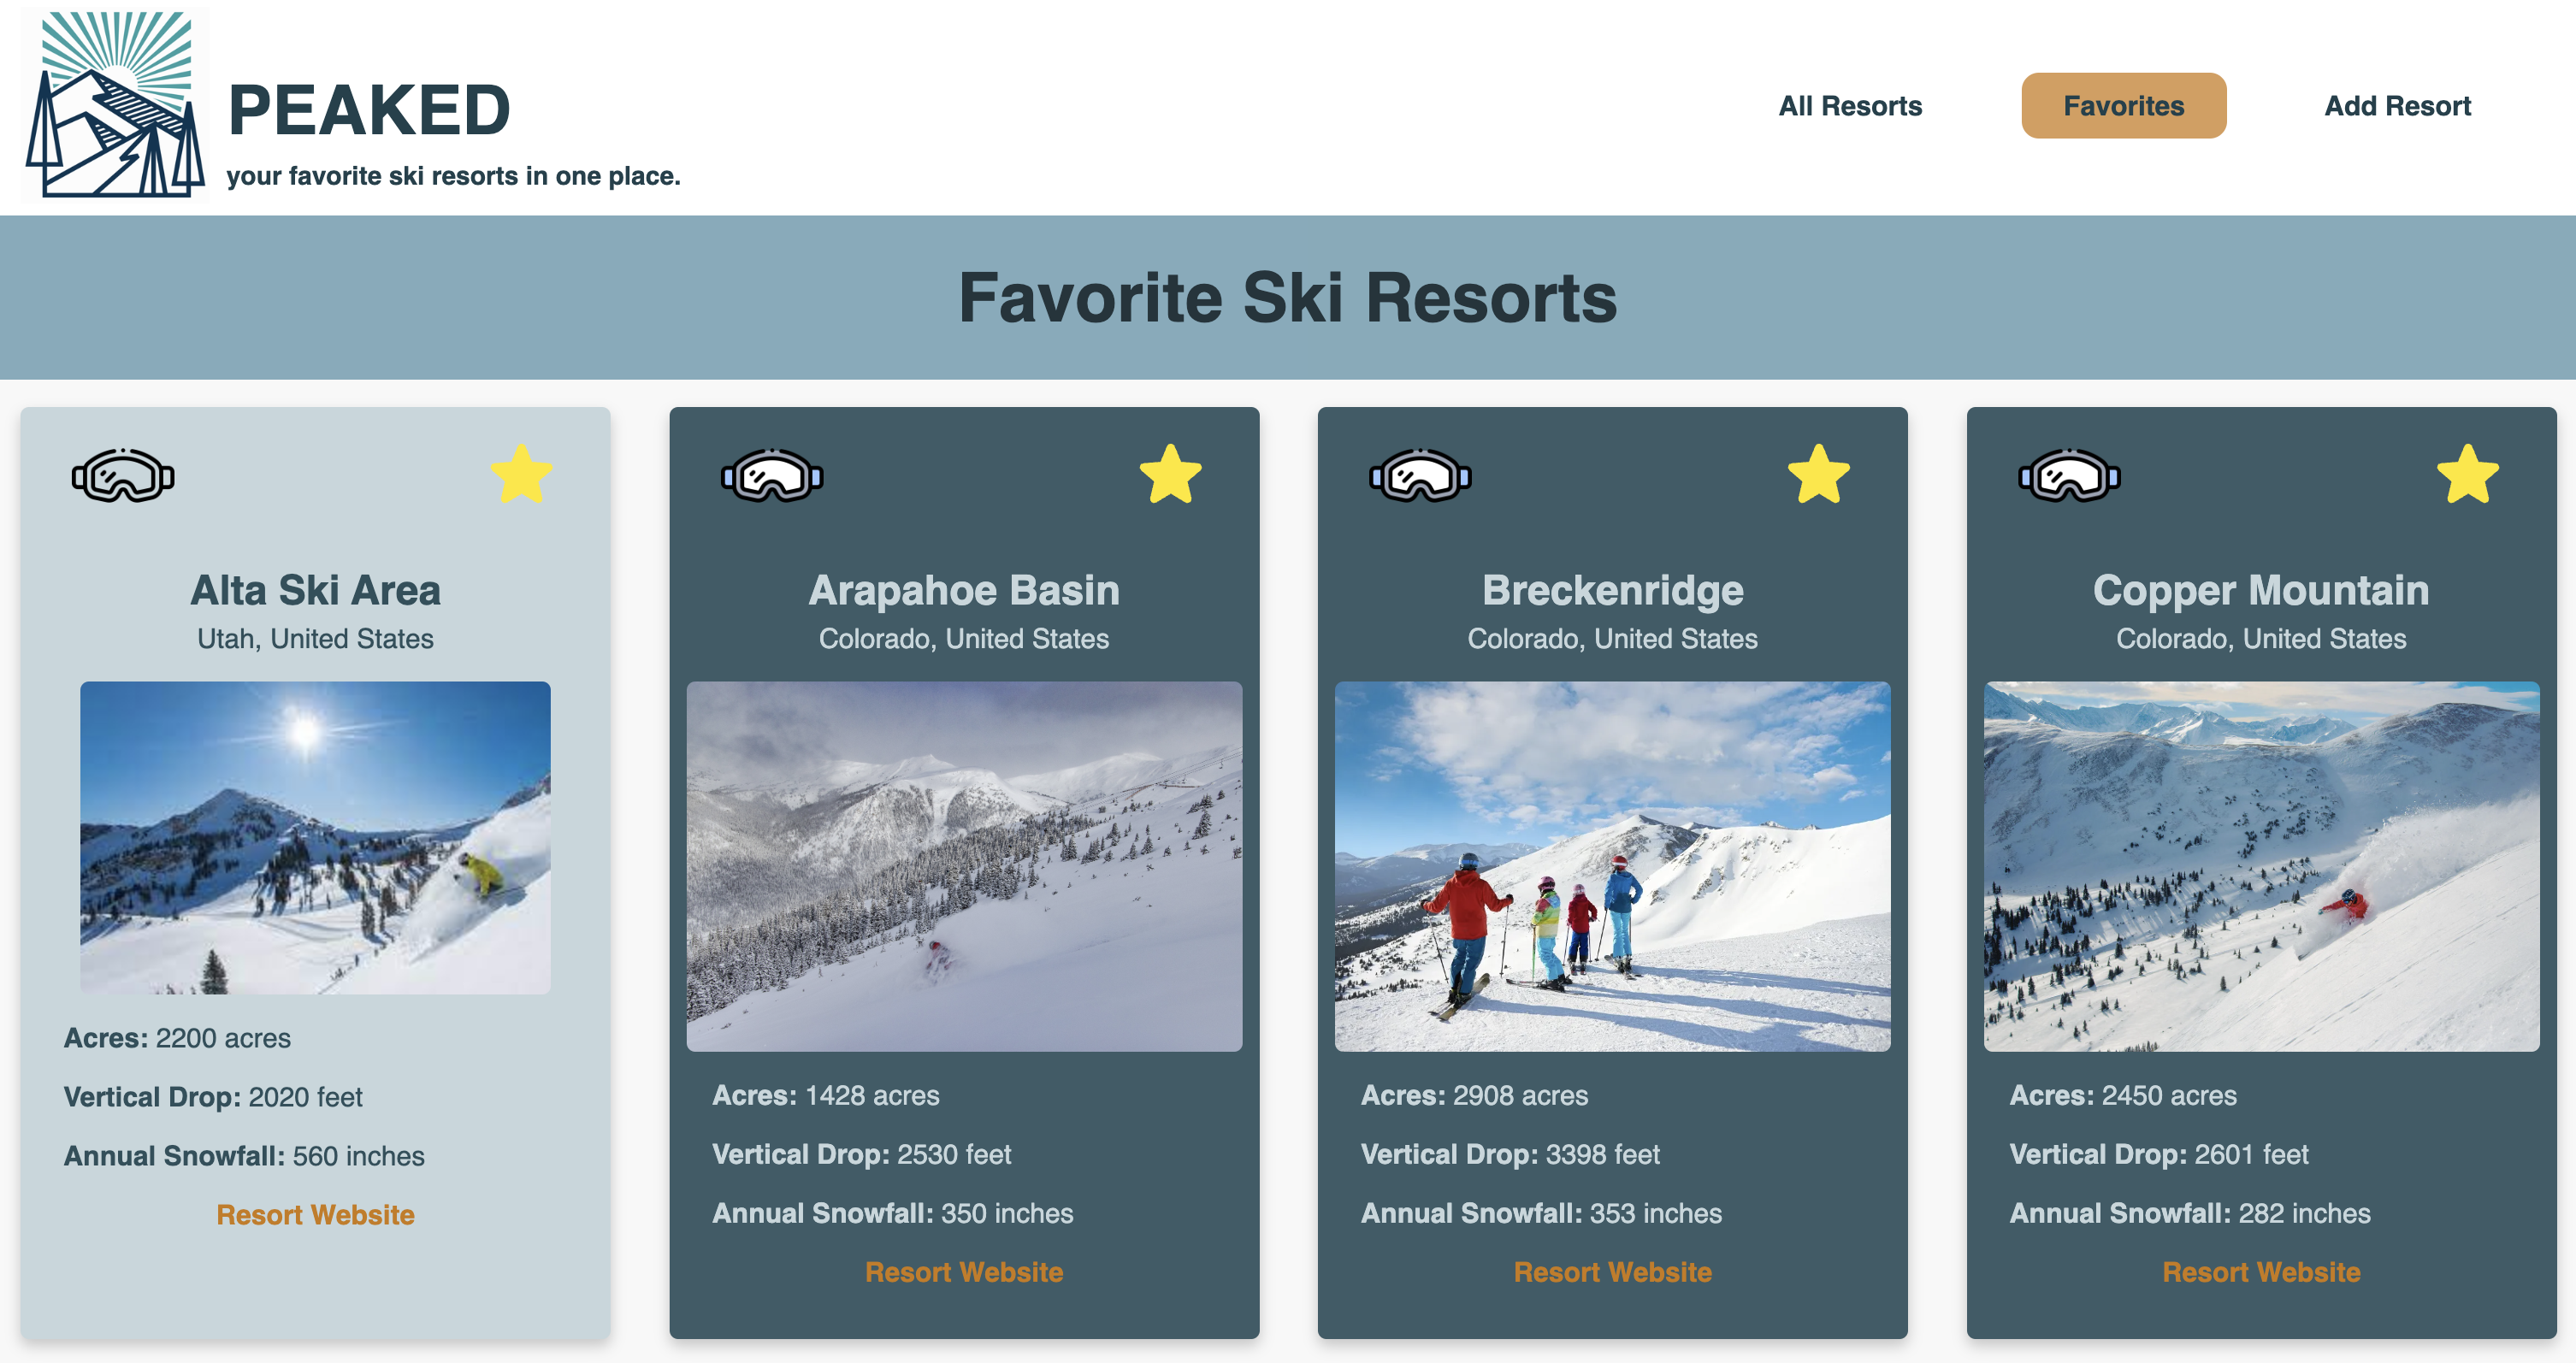 PEAKED
your favorite ski resorts in one place.
All Resorts
Favorites
Add Resort
Favorite Ski Resorts
Alta Ski Area
Utah, United States
Acres: 2200 acres
Vertical Drop: 2020 feet
Annual Snowfall: 560 inches
Resort Website
Arapahoe Basin
Colorado, United States
Acres: 1428 acres
Vertical Drop: 2530 feet
Annual Snowfall: 350 inches
Resort Website
Breckenridge
Colorado, United States
Acres: 2908 acres
Vertical Drop: 3398 feet
Annual Snowfall: 353 inches
Resort Website
Copper Mountain
Colorado, United States
Acres: 2450 acres
Vertical Drop: 2601 feet
Annual Snowfall: 282 inches
Resort Website